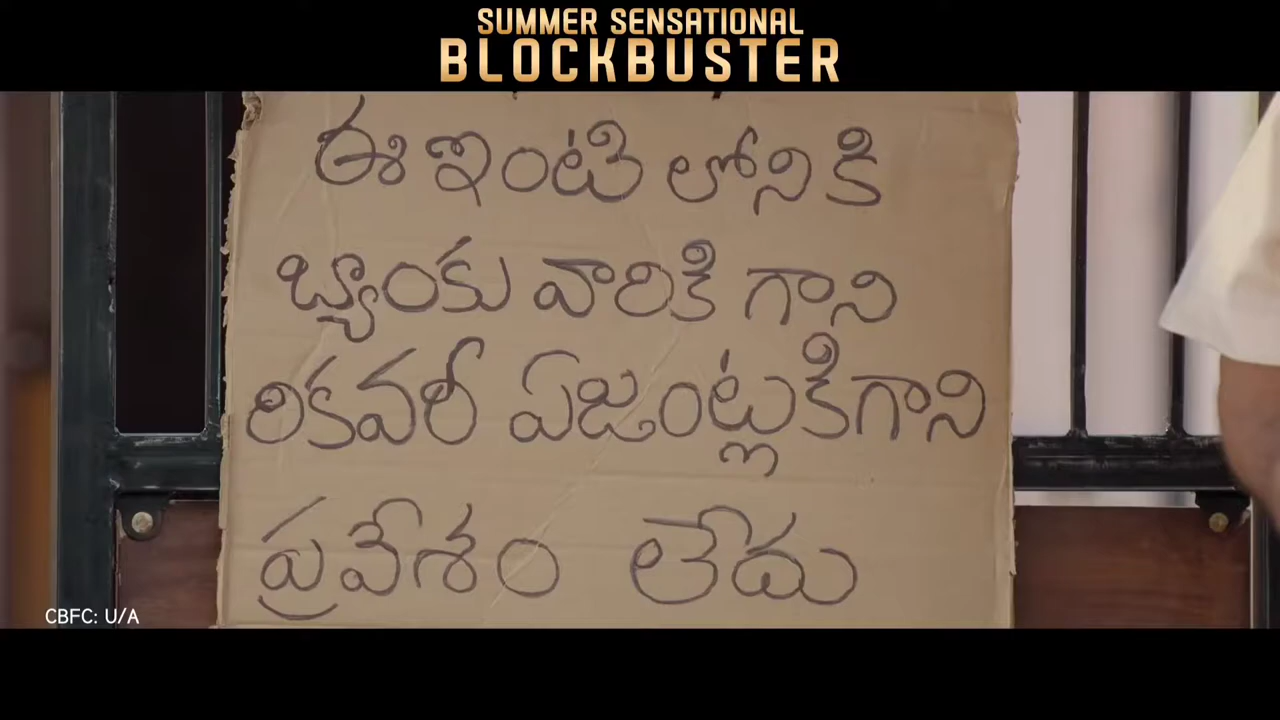 SUMMER SENSATIONAL
BLOCKBUSTER
ఈ ఇంటి లోనికి
బ్యాంకు వారికి గాని
రికవరీ ఏజంట్లుకిగాని
ప్రవేశం లేదు
CBFC: U/A